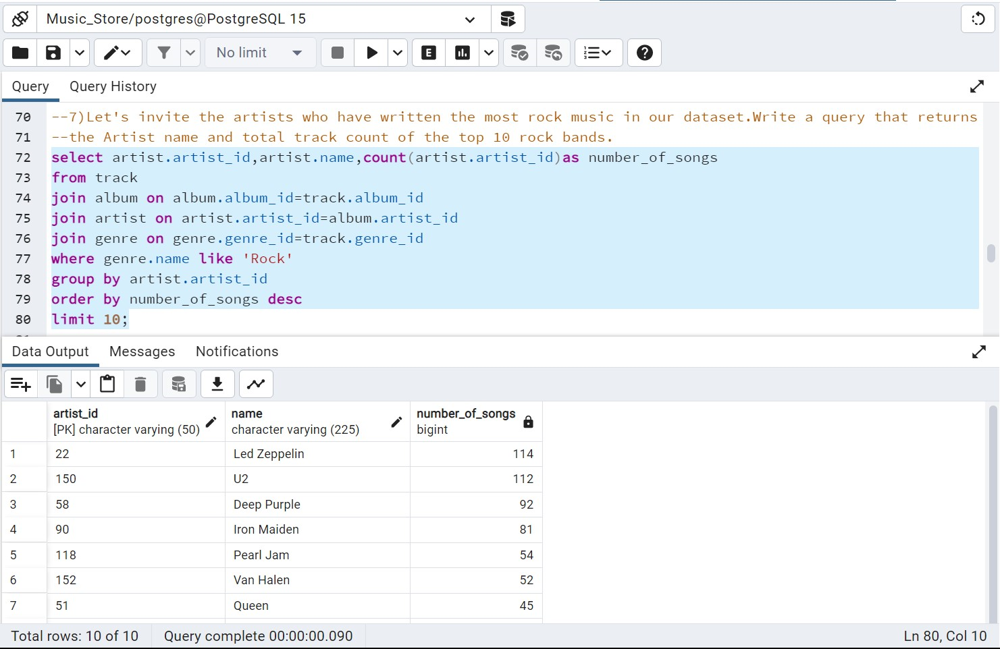 Music_Store/postgres@PostgreSQL 15
No limit
E
Query Query History
70 --7)Let's invite the artists who have written the most rock music in our dataset.Write a query that returns
71 --the Artist name and total track count of the top 10 rock bands.
72 select artist.artist_id,artist.name,count(artist.artist_id)as number_of_songs
73 from track
74 join album on album.album_id=track.album_id
75 join artist on artist.artist_id=album.artist_id
76 join genre on genre.genre_id=track.genre_id
77 where genre.name like 'Rock'
78 group by artist.artist_id
79 order by number_of_songs desc
80 limit 10;
Data Output Messages Notifications
artist_id name number_of_songs
[PK] character varying (50) character varying (225) bigint
1 22 Led Zeppelin 114
2 150 U2 112
3 58 Deep Purple 92
4 90 Iron Maiden 81
5 118 Pearl Jam 54
6 152 Van Halen 52
7 51 Queen 45
Total rows: 10 of 10 Query complete 00:00:00.090 Ln 80, Col 10